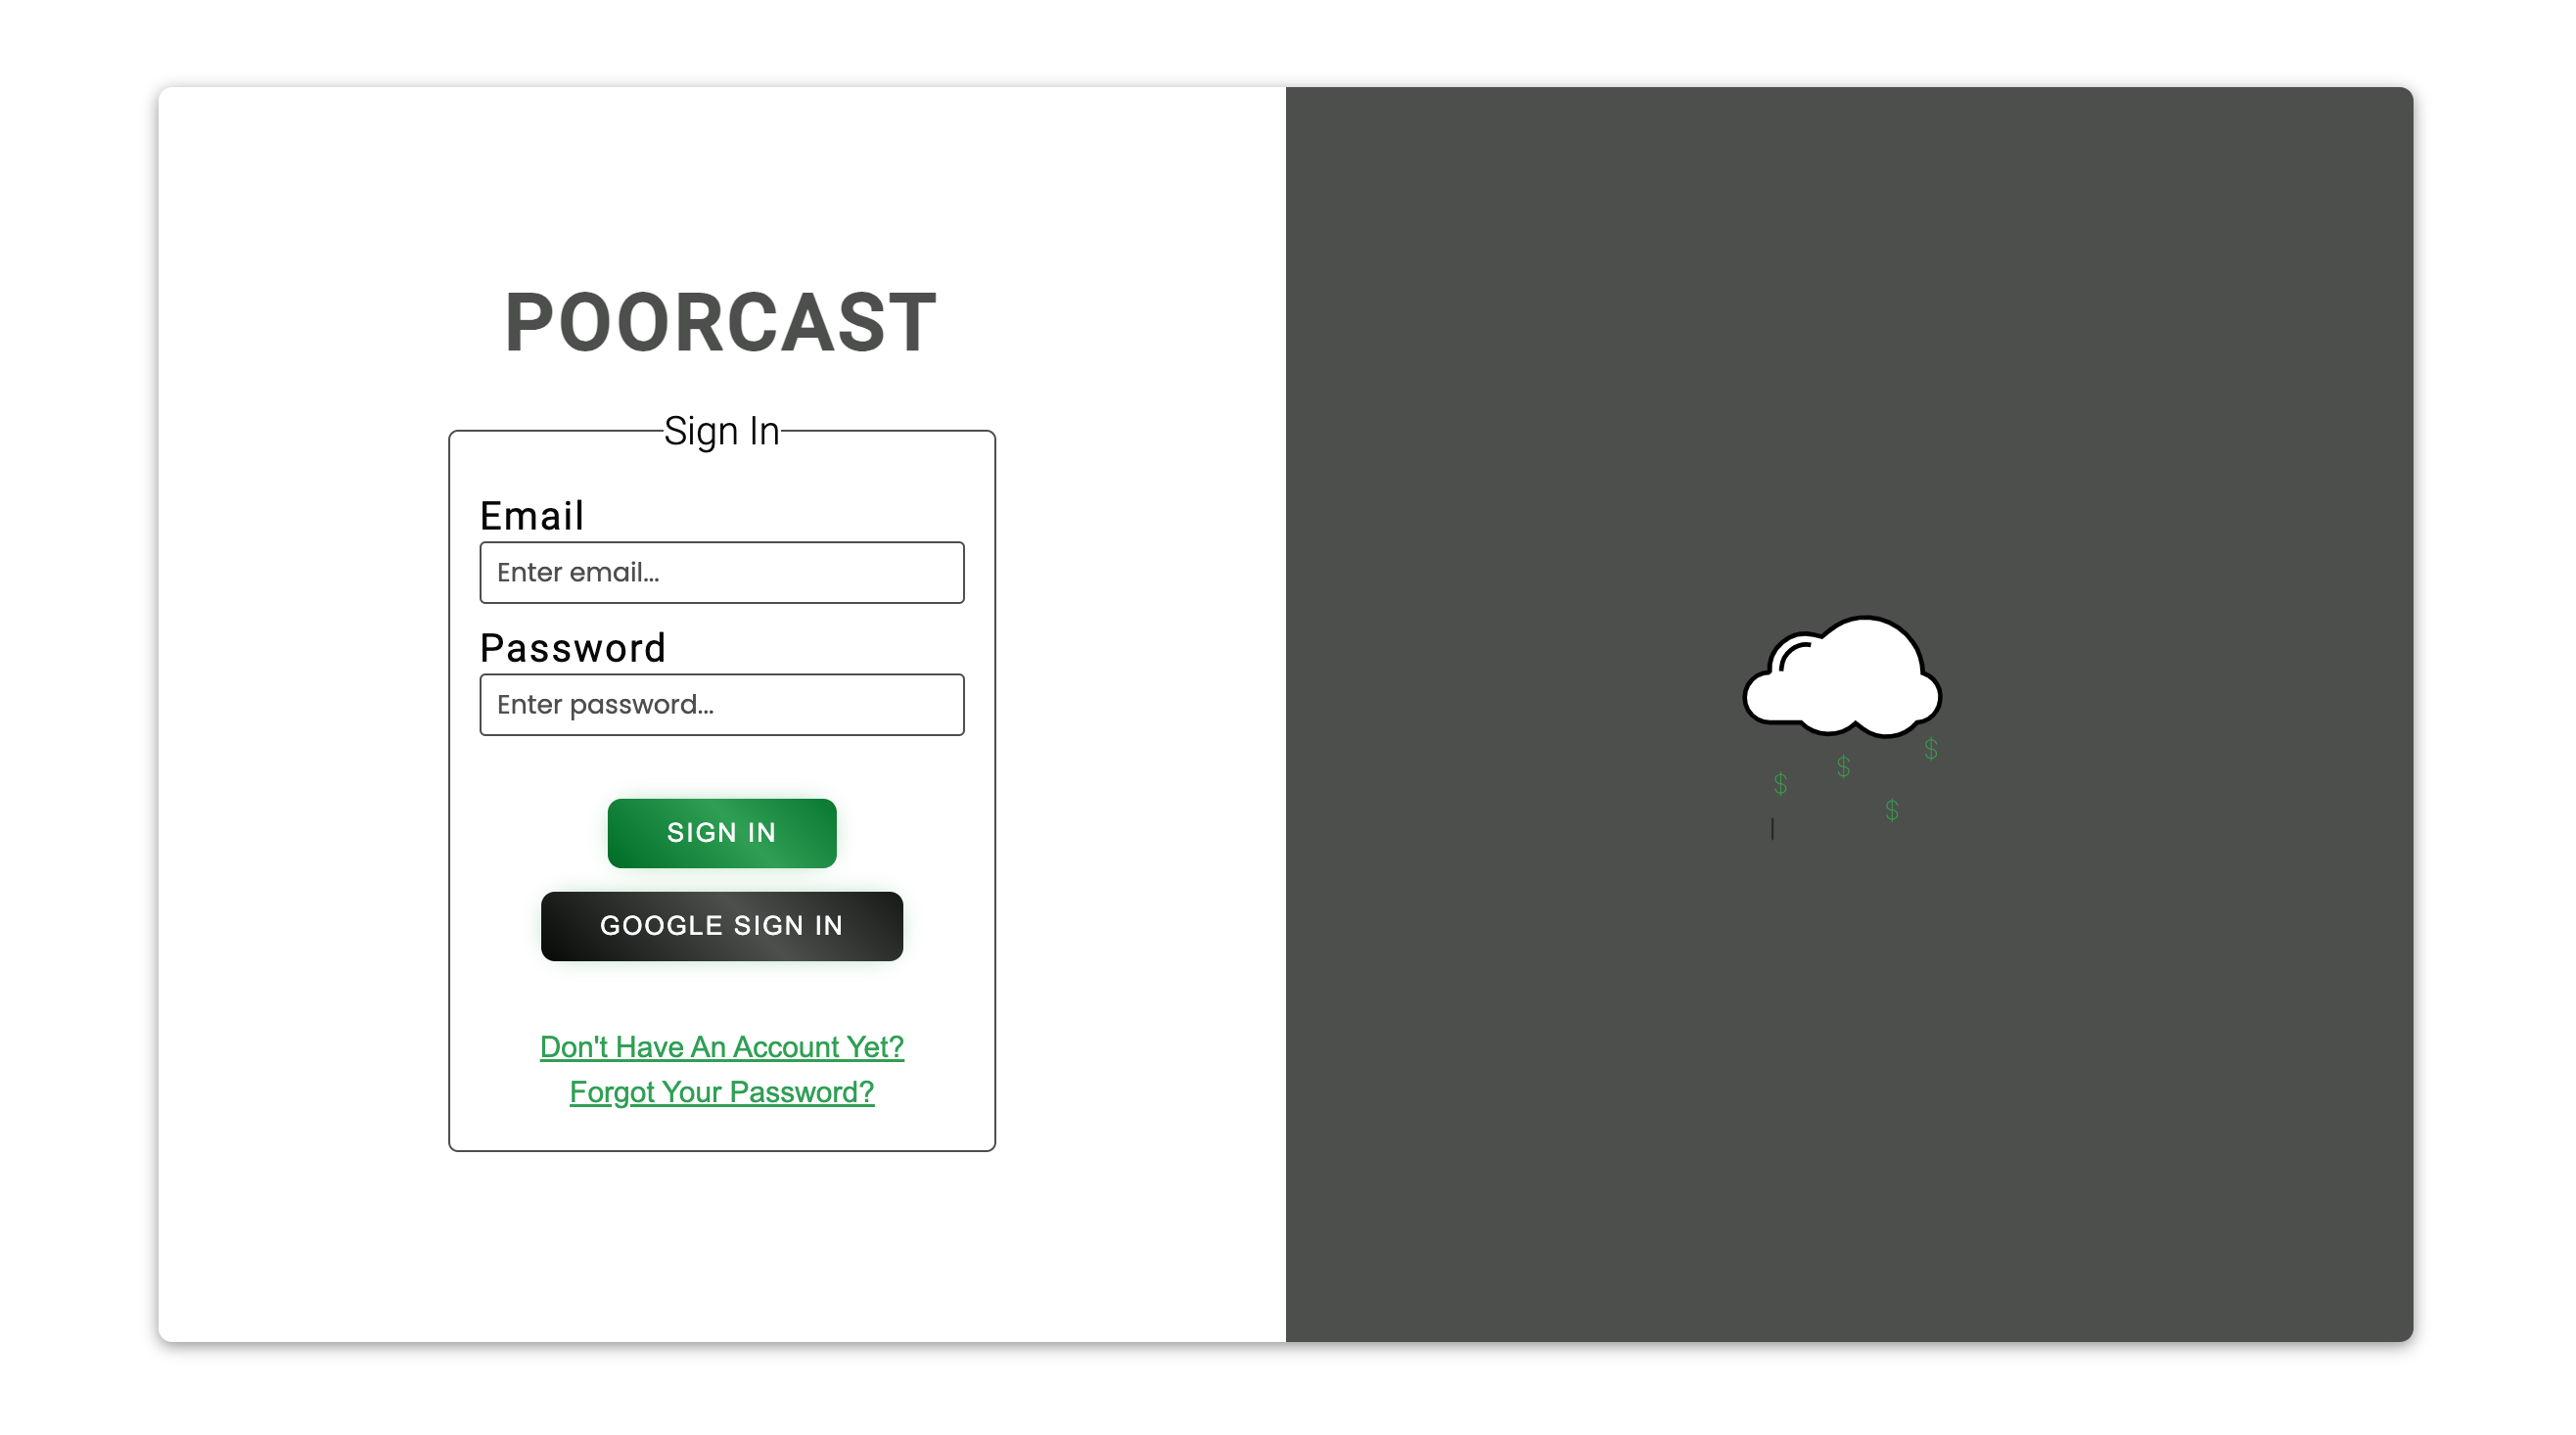 POORCAST
Sign In
Email
Enter email...
Password
Enter password...
SIGN IN
GOOGLE SIGN IN
Don't Have An Account Yet?
Forgot Your Password?
$
$
$
$
|